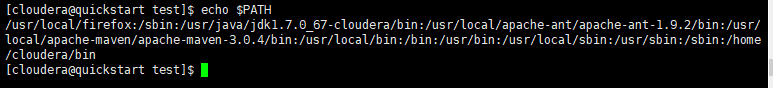 [cloudera@quickstart test]$ echo $PATH
/usr/local/firefox:/sbin:/usr/java/jdk1.7.0_67-cloudera/bin:/usr/local/apache-ant/apache-ant-1.9.2/bin:/usr/
local/apache-maven/apache-maven-3.0.4/bin:/usr/local/bin:/bin:/usr/bin:/usr/local/sbin:/usr/sbin:/sbin:/home
/cloudera/bin
[cloudera@quickstart test]$